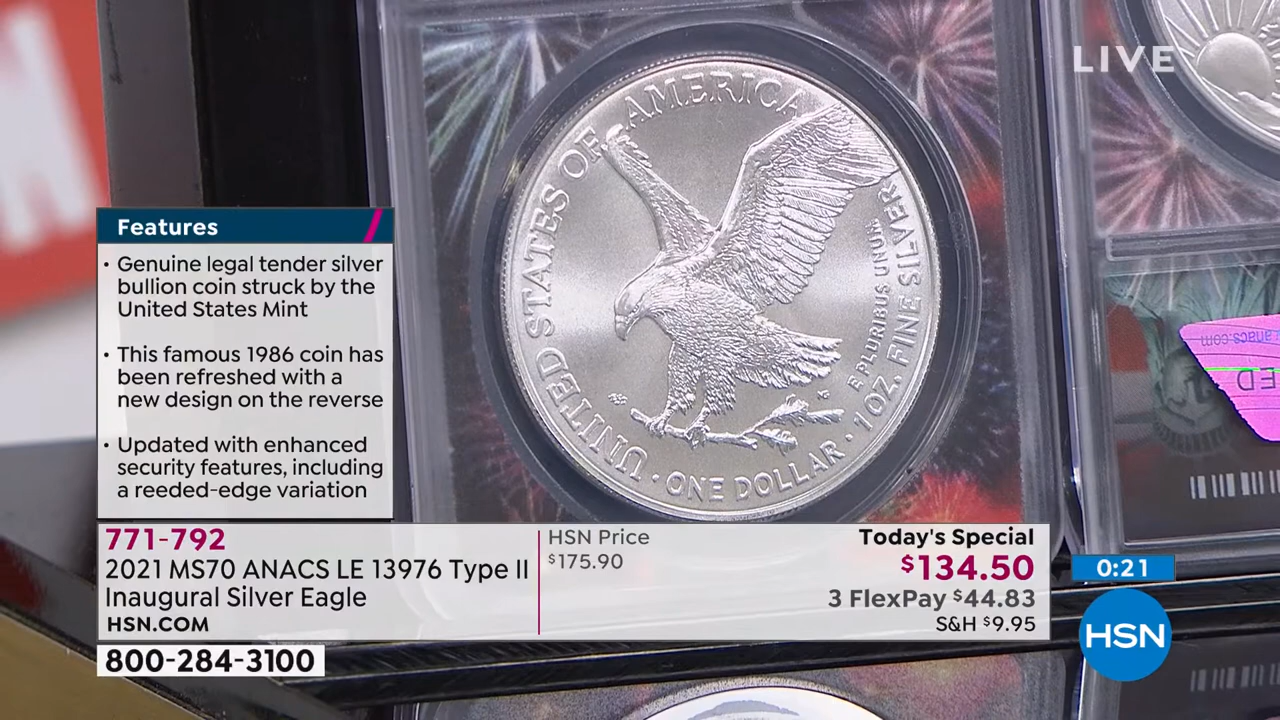 LIVE
UNITED STATES OF AMERICA
E PLURIBUS UNUM
1 OZ. FINE SILVER
· ONE DOLLAR ·
anacs.com
Features
· Genuine legal tender silver
bullion coin struck by the
United States Mint
· This famous 1986 coin has
been refreshed with a
new design on the reverse
· Updated with enhanced
security features, including
a reeded-edge variation
771-792
2021 MS70 ANACS LE 13976 Type II
Inaugural Silver Eagle
HSN.COM
HSN Price
$175.90
Today's Special
$134.50
3 FlexPay $44.83
S&H $9.95
0:21
HSN
800-284-3100